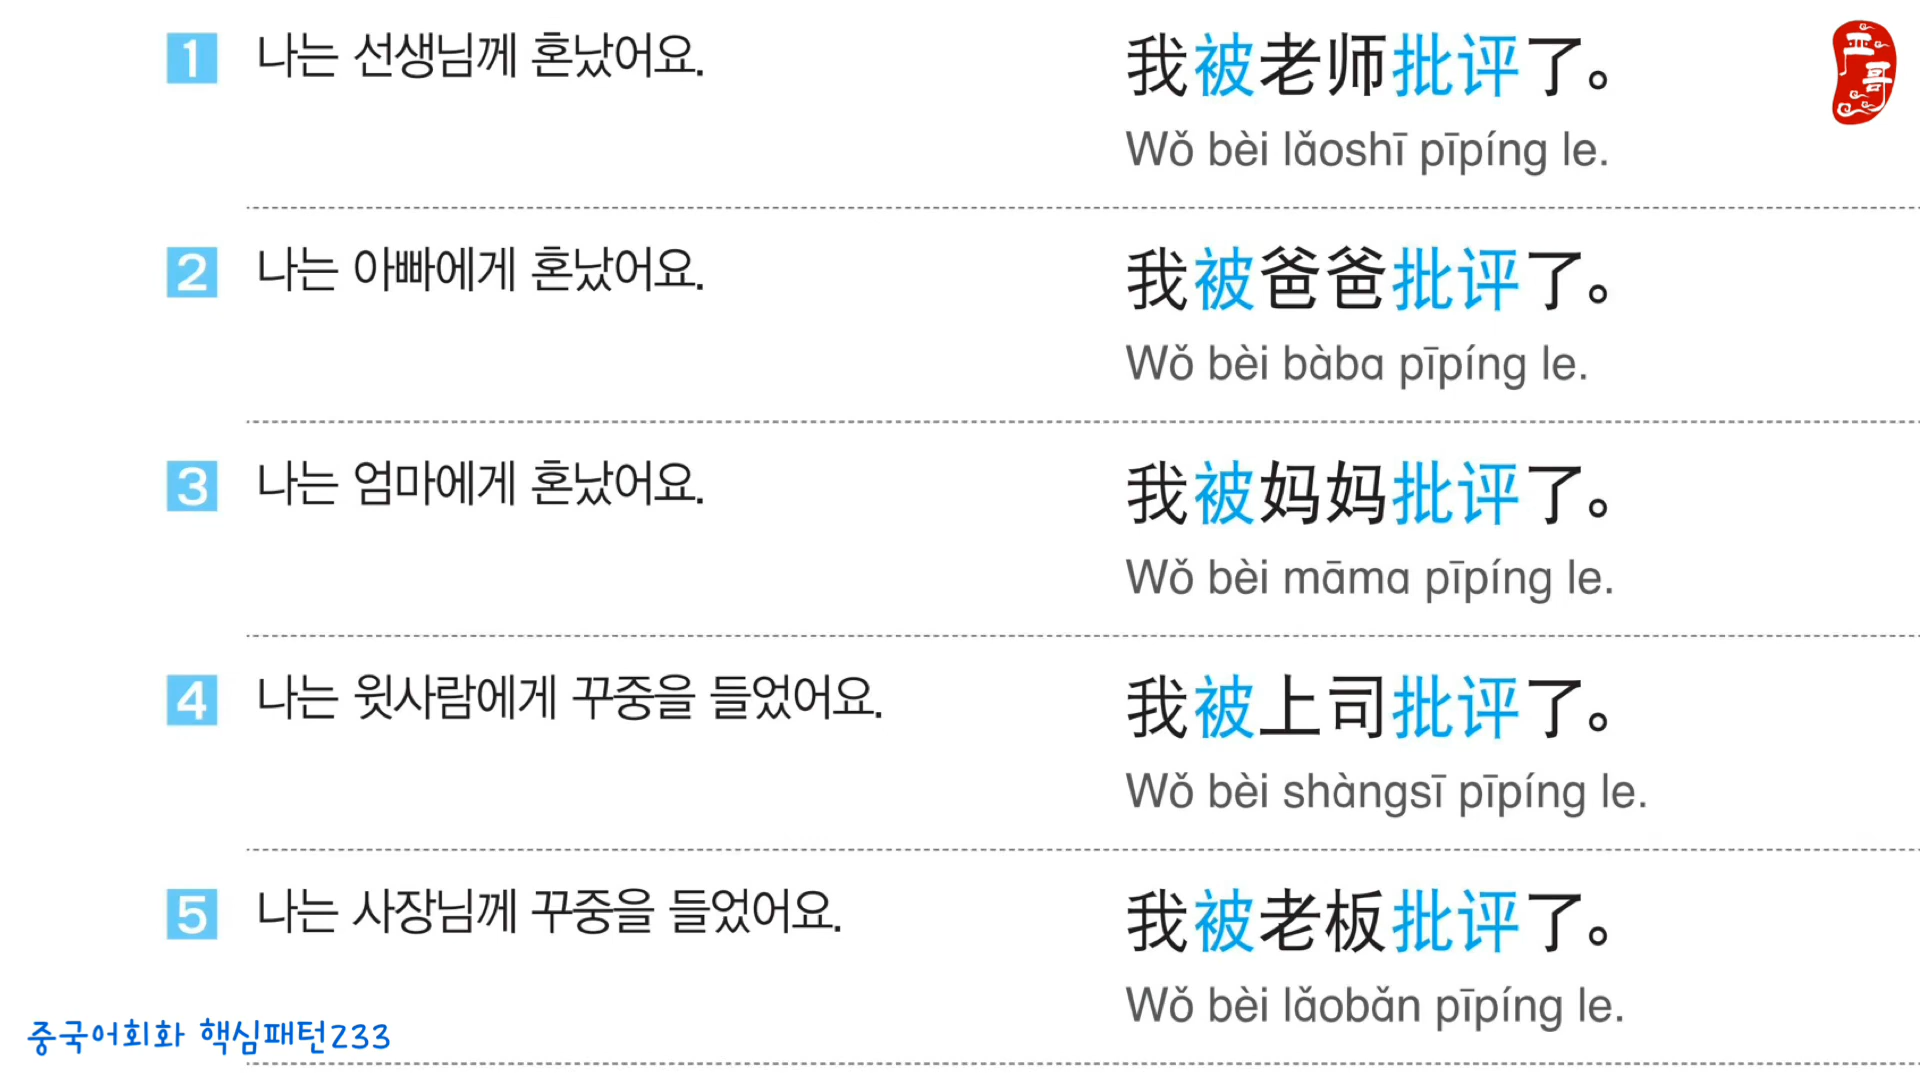 1 나는 선생님께 혼났어요. 我被老师批评了。
Wǒ bèi lǎoshī pīpíng le.
2 나는 아빠에게 혼났어요. 我被爸爸批评了。
Wǒ bèi bàba pīpíng le.
3 나는 엄마에게 혼났어요. 我被妈妈批评了。
Wǒ bèi māma pīpíng le.
4 나는 윗사람에게 꾸중을 들었어요. 我被上司批评了。
Wǒ bèi shàngsī pīpíng le.
5 나는 사장님께 꾸중을 들었어요. 我被老板批评了。
Wǒ bèi lǎobǎn pīpíng le.
중국어회화 핵심패턴233